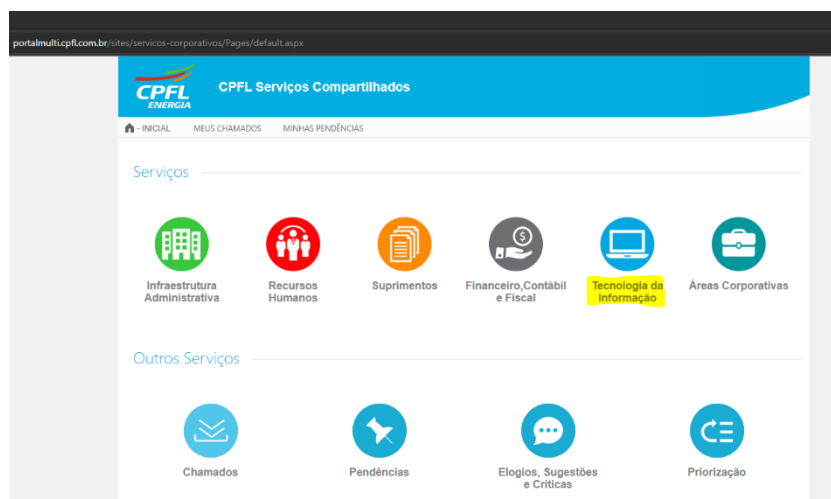 portalmulti.cpfl.com.br/sites/servicos-corporativos/Pages/default.aspx
CPFL
ENERGIA
CPFL Serviços Compartilhados
- INICIAL MEUS CHAMADOS MINHAS PENDÊNCIAS
Serviços
Infraestrutura
Administrativa
Recursos
Humanos
Suprimentos
Financeiro,Contábil
e Fiscal
Tecnologia da
Informação
Áreas Corporativas
Outros Serviços
Chamados
Pendências
Elogios, Sugestões
e Críticas
Priorização